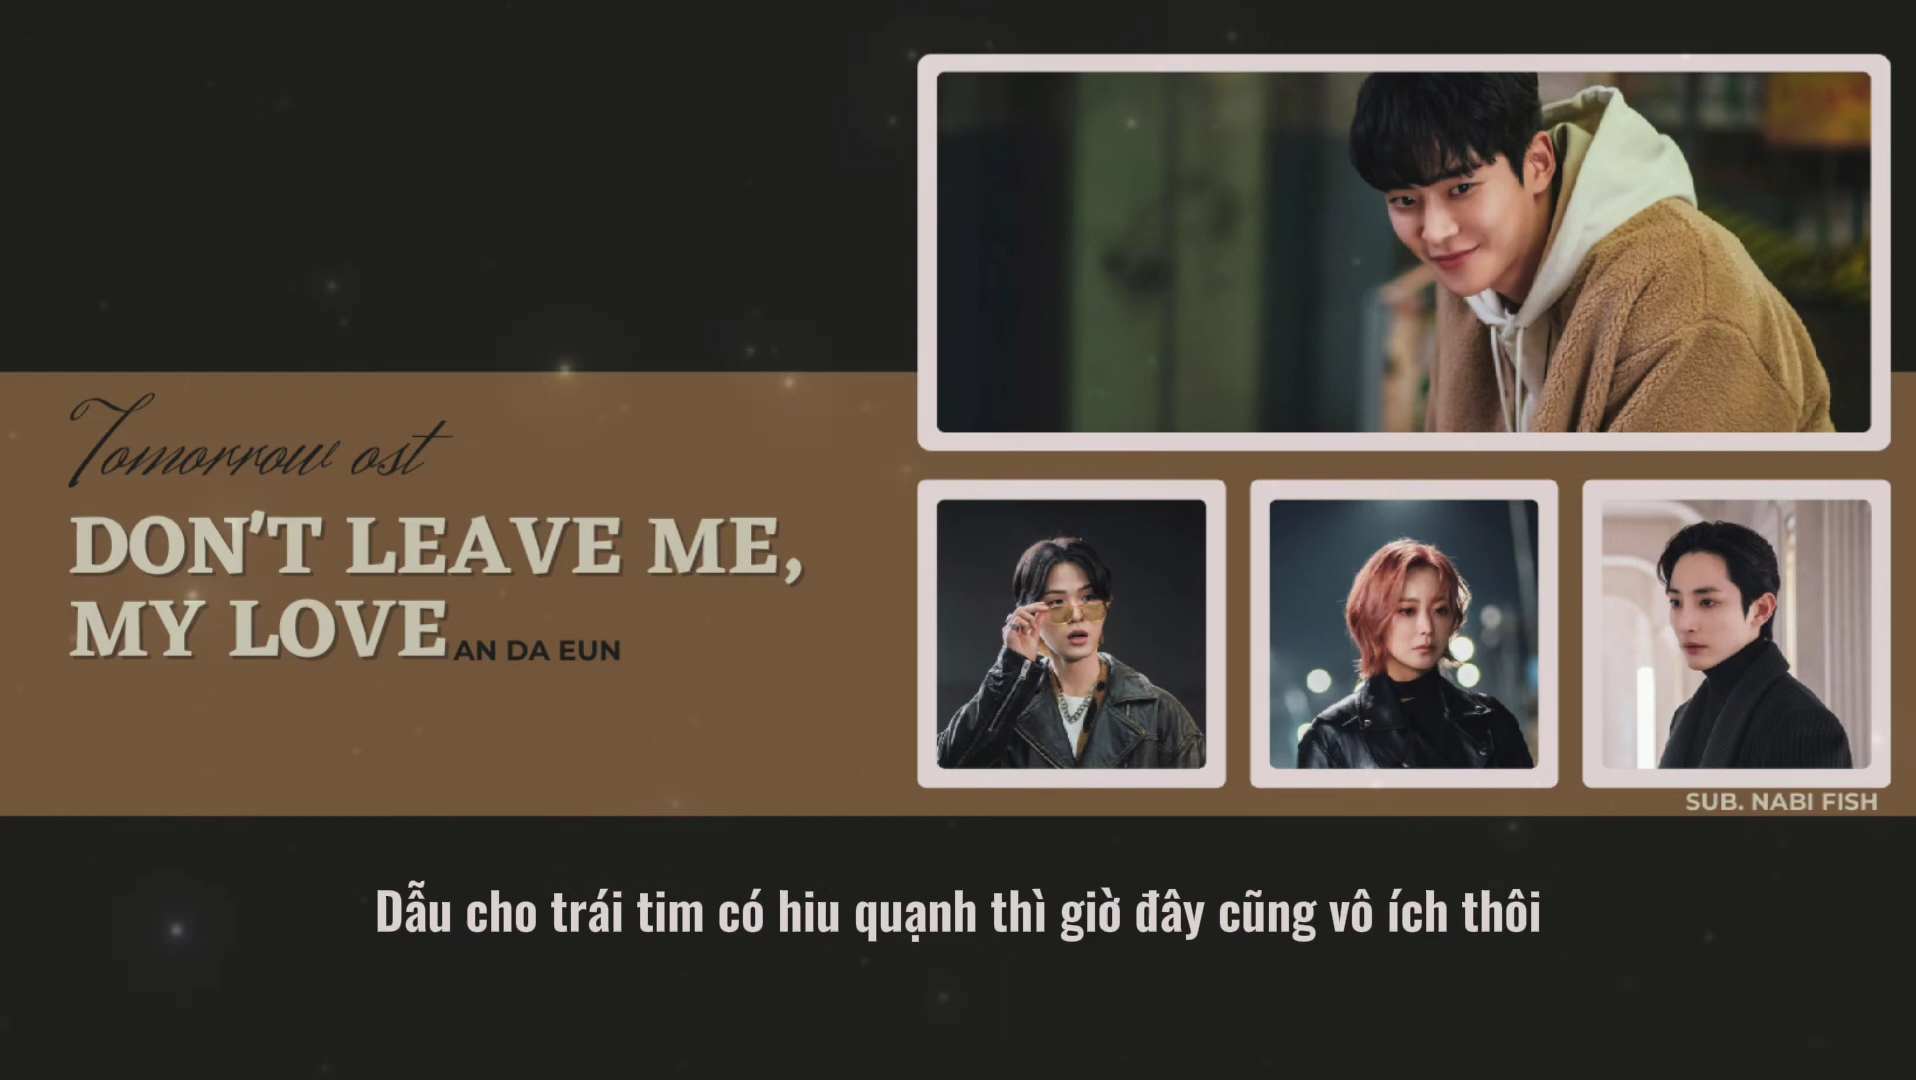 Tomorrow ost
DON'T LEAVE ME,
MY LOVE AN DA EUN
SUB. NABI FISH
Dẫu cho trái tim có hiu quạnh thì giờ đây cũng vô ích thôi